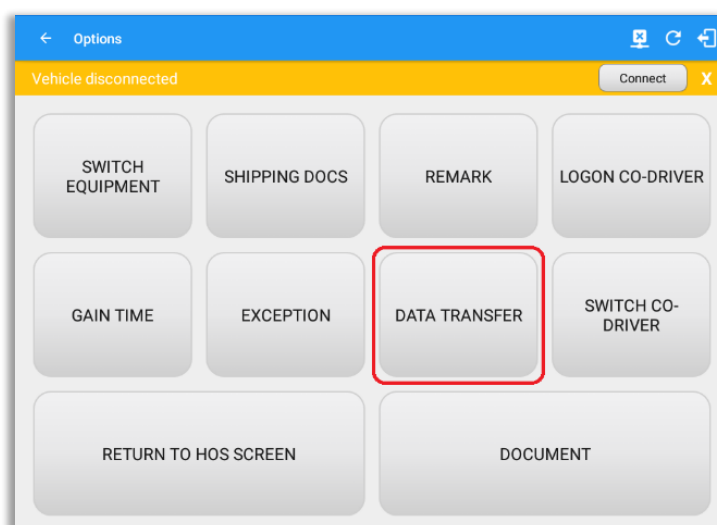 Options
Vehicle disconnected
Connect
X
SWITCH
EQUIPMENT
SHIPPING DOCS
REMARK
LOGON CO-DRIVER
GAIN TIME
EXCEPTION
DATA TRANSFER
SWITCH CO-
DRIVER
RETURN TO HOS SCREEN
DOCUMENT